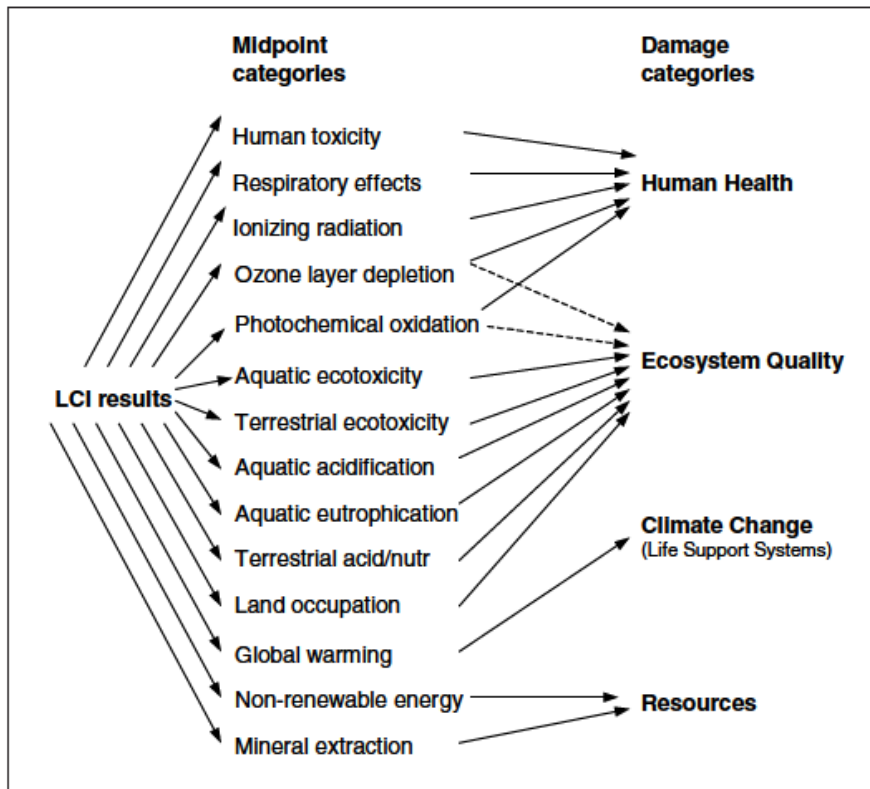 Midpoint
categories
Damage
categories
Human toxicity
Respiratory effects
Human Health
Ionizing radiation
Ozone layer depletion
Photochemical oxidation
Ecosystem Quality
Aquatic ecotoxicity
LCI results
Terrestrial ecotoxicity
Aquatic acidification
Aquatic eutrophication
Climate Change
(Life Support Systems)
Terrestrial acid/nutr
Land occupation
Global warming
Non-renewable energy
Resources
Mineral extraction